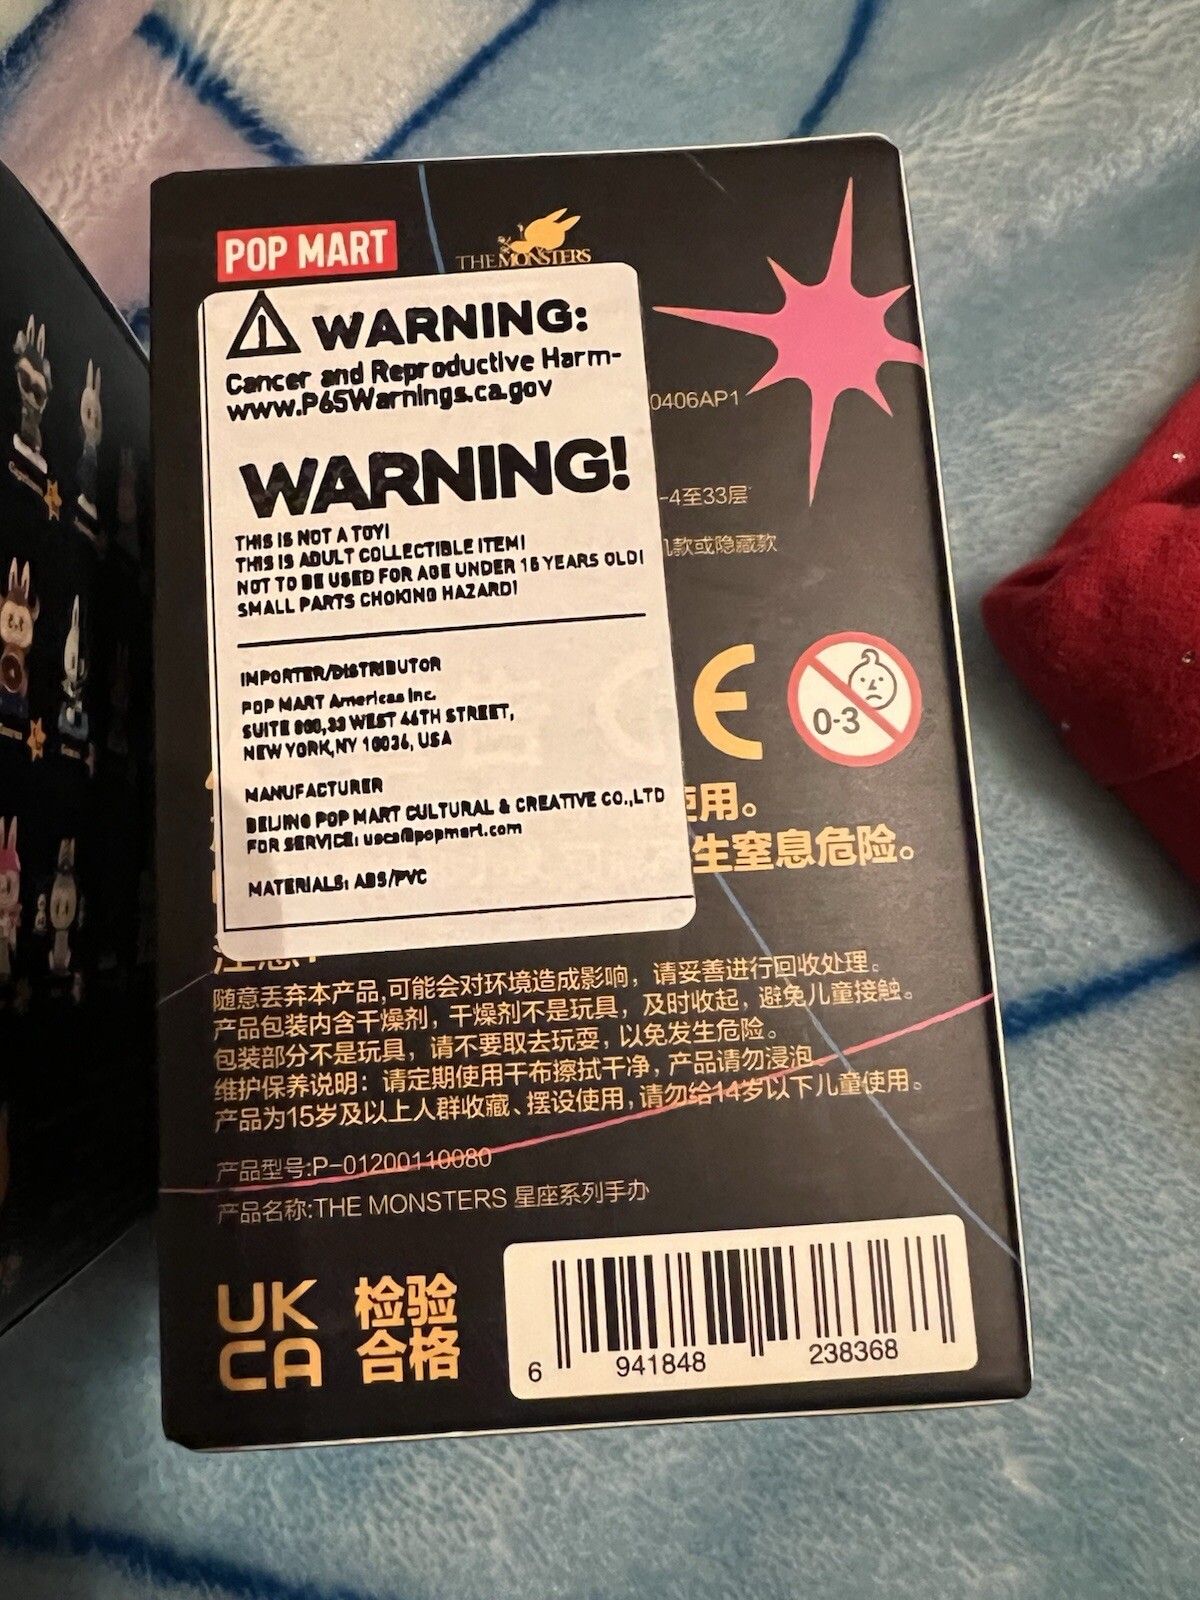 POP MART
THE MONSTERS
WARNING:
Cancer and Reproductive Harm-
www.P65Warnings.ca.gov
0406AP1
WARNING!
-4至33层
款或隐藏款
THIS IS NOT A TOY!
THIS IS ADULT COLLECTIBLE ITEM!
NOT TO BE USED FOR AGE UNDER 15 YEARS OLD!
SMALL PARTS CHOKING HAZARD!
IMPORTER/DISTRIBUTOR
POP MART Americas Inc.
SUITE 800,33 WEST 46TH STREET,
NEW YORK,NY 10036, USA
CE
0-3
MANUFACTURER
BEIJING POP MART CULTURAL & CREATIVE CO.,LTD
FOR SERVICE: uscs@popmart.com
MATERIALS: ABS/PVC
使用。
生窒息危险。
随意丢弃本产品,可能会对环境造成影响，请妥善进行回收处理。
产品包装内含干燥剂，干燥剂不是玩具，及时收起，避免儿童接触。
包装部分不是玩具，请不要取去玩耍，以免发生危险。
维护保养说明：请定期使用干布擦拭干净，产品请勿浸泡。
产品为15岁及以上人群收藏、摆设使用，请勿给14岁以下儿童使用。
产品型号:P-01200110080
产品名称:THE MONSTERS 星座系列手办
UK
CA
检验
合格
6 941848 238368